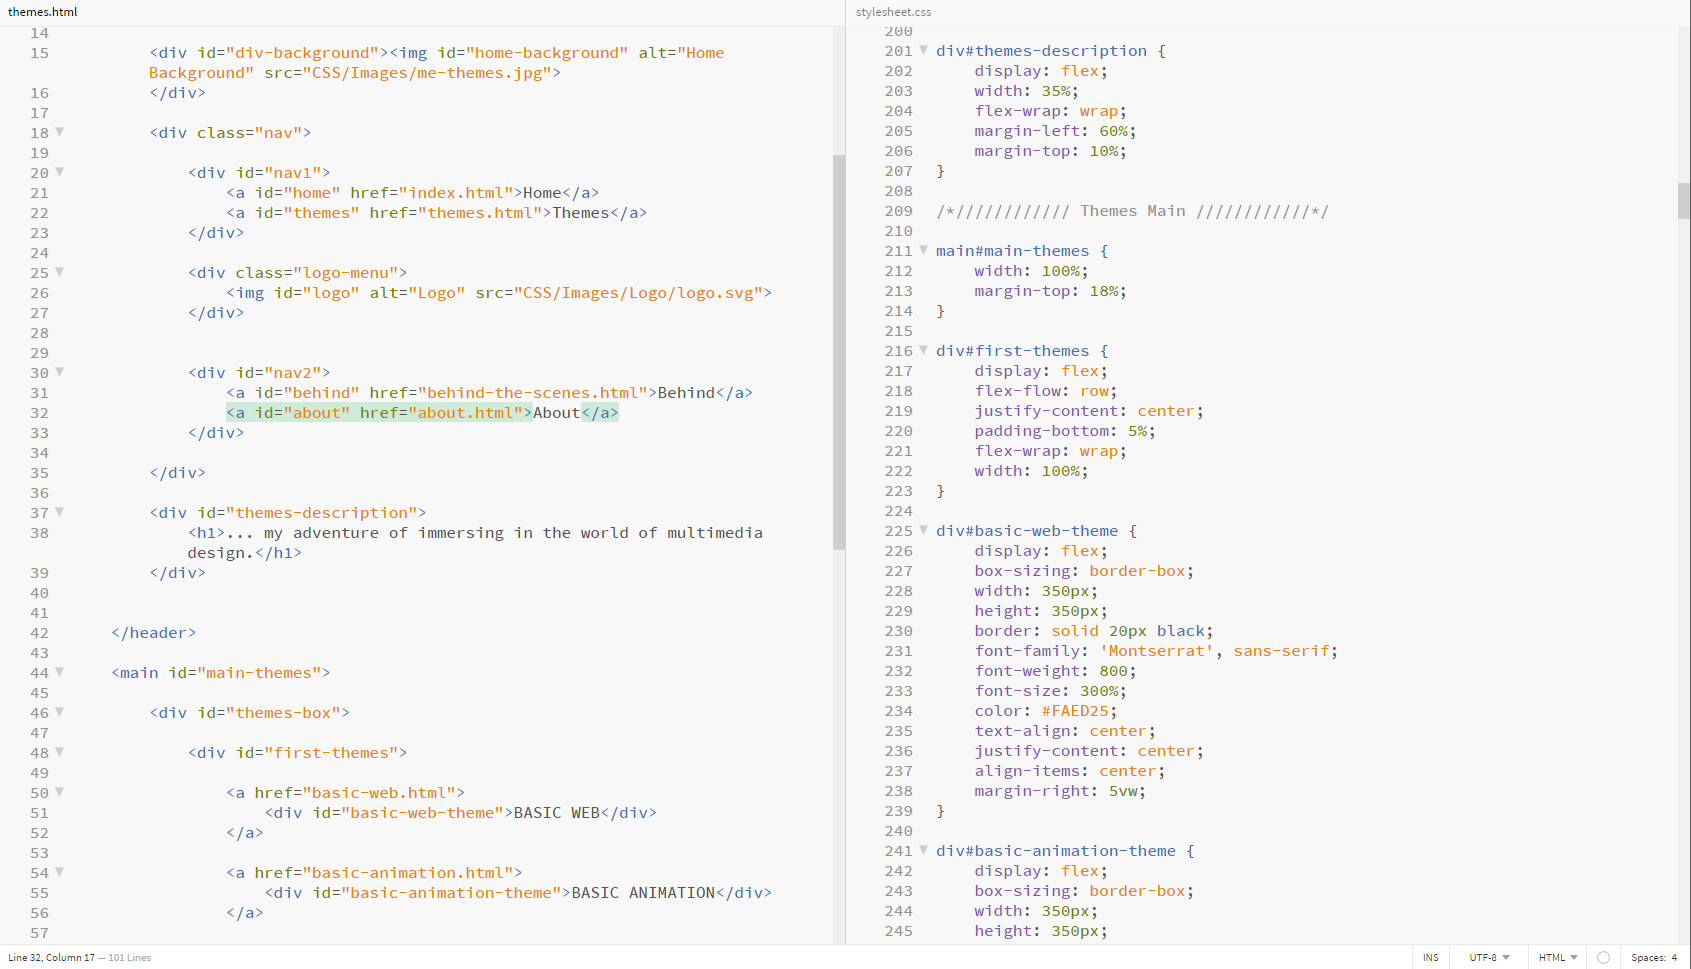 themes.html
14
15 <div id="div-background"><img id="home-background" alt="Home
Background" src="CSS/Images/me-themes.jpg">
16 </div>
17
18 <div class="nav">
19
20 <div id="nav1">
21 <a id="home" href="index.html">Home</a>
22 <a id="themes" href="themes.html">Themes</a>
23 </div>
24
25 <div class="logo-menu">
26 <img id="logo" alt="Logo" src="CSS/Images/Logo/logo.svg">
27 </div>
28
29
30 <div id="nav2">
31 <a id="behind" href="behind-the-scenes.html">Behind</a>
32 <a id="about" href="about.html">About</a>
33 </div>
34
35 </div>
36
37 <div id="themes-description">
38 <h1>... my adventure of immersing in the world of multimedia
design.</h1>
39 </div>
40
41
42 </header>
43
44 <main id="main-themes">
45
46 <div id="themes-box">
47
48 <div id="first-themes">
49
50 <a href="basic-web.html">
51 <div id="basic-web-theme">BASIC WEB</div>
52 </a>
53
54 <a href="basic-animation.html">
55 <div id="basic-animation-theme">BASIC ANIMATION</div>
56 </a>
57
stylesheet.css
200
201 div#themes-description {
202 display: flex;
203 width: 35%;
204 flex-wrap: wrap;
205 margin-left: 60%;
206 margin-top: 10%;
207 }
208
209 /*//////////// Themes Main ////////////*/
210
211 main#main-themes {
212 width: 100%;
213 margin-top: 18%;
214 }
215
216 div#first-themes {
217 display: flex;
218 flex-flow: row;
219 justify-content: center;
220 padding-bottom: 5%;
221 flex-wrap: wrap;
222 width: 100%;
223 }
224
225 div#basic-web-theme {
226 display: flex;
227 box-sizing: border-box;
228 width: 350px;
229 height: 350px;
230 border: solid 20px black;
231 font-family: 'Montserrat', sans-serif;
232 font-weight: 800;
233 font-size: 300%;
234 color: #FAED25;
235 text-align: center;
236 justify-content: center;
237 align-items: center;
238 margin-right: 5vw;
239 }
240
241 div#basic-animation-theme {
242 display: flex;
243 box-sizing: border-box;
244 width: 350px;
245 height: 350px;
Line 32, Column 17 — 101 Lines
INS UTF-8 HTML Spaces: 4